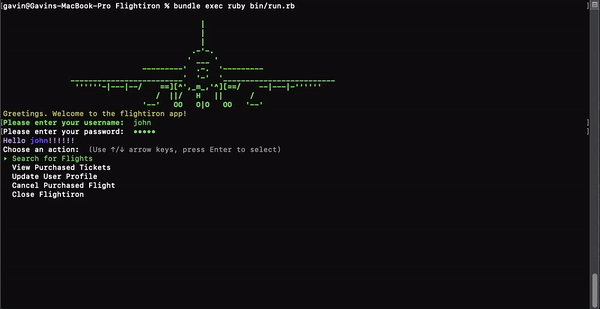 gavin@Gavins-MacBook-Pro Flightiron % bundle exec ruby bin/run.rb
Greetings. Welcome to the flightiron app!
Please enter your username: john
Please enter your password: •••••
Hello john!!!!!!
Choose an action: (Use ↑/↓ arrow keys, press Enter to select)
‣ Search for Flights
View Purchased Tickets
Update User Profile
Cancel Purchased Flight
Close Flightiron